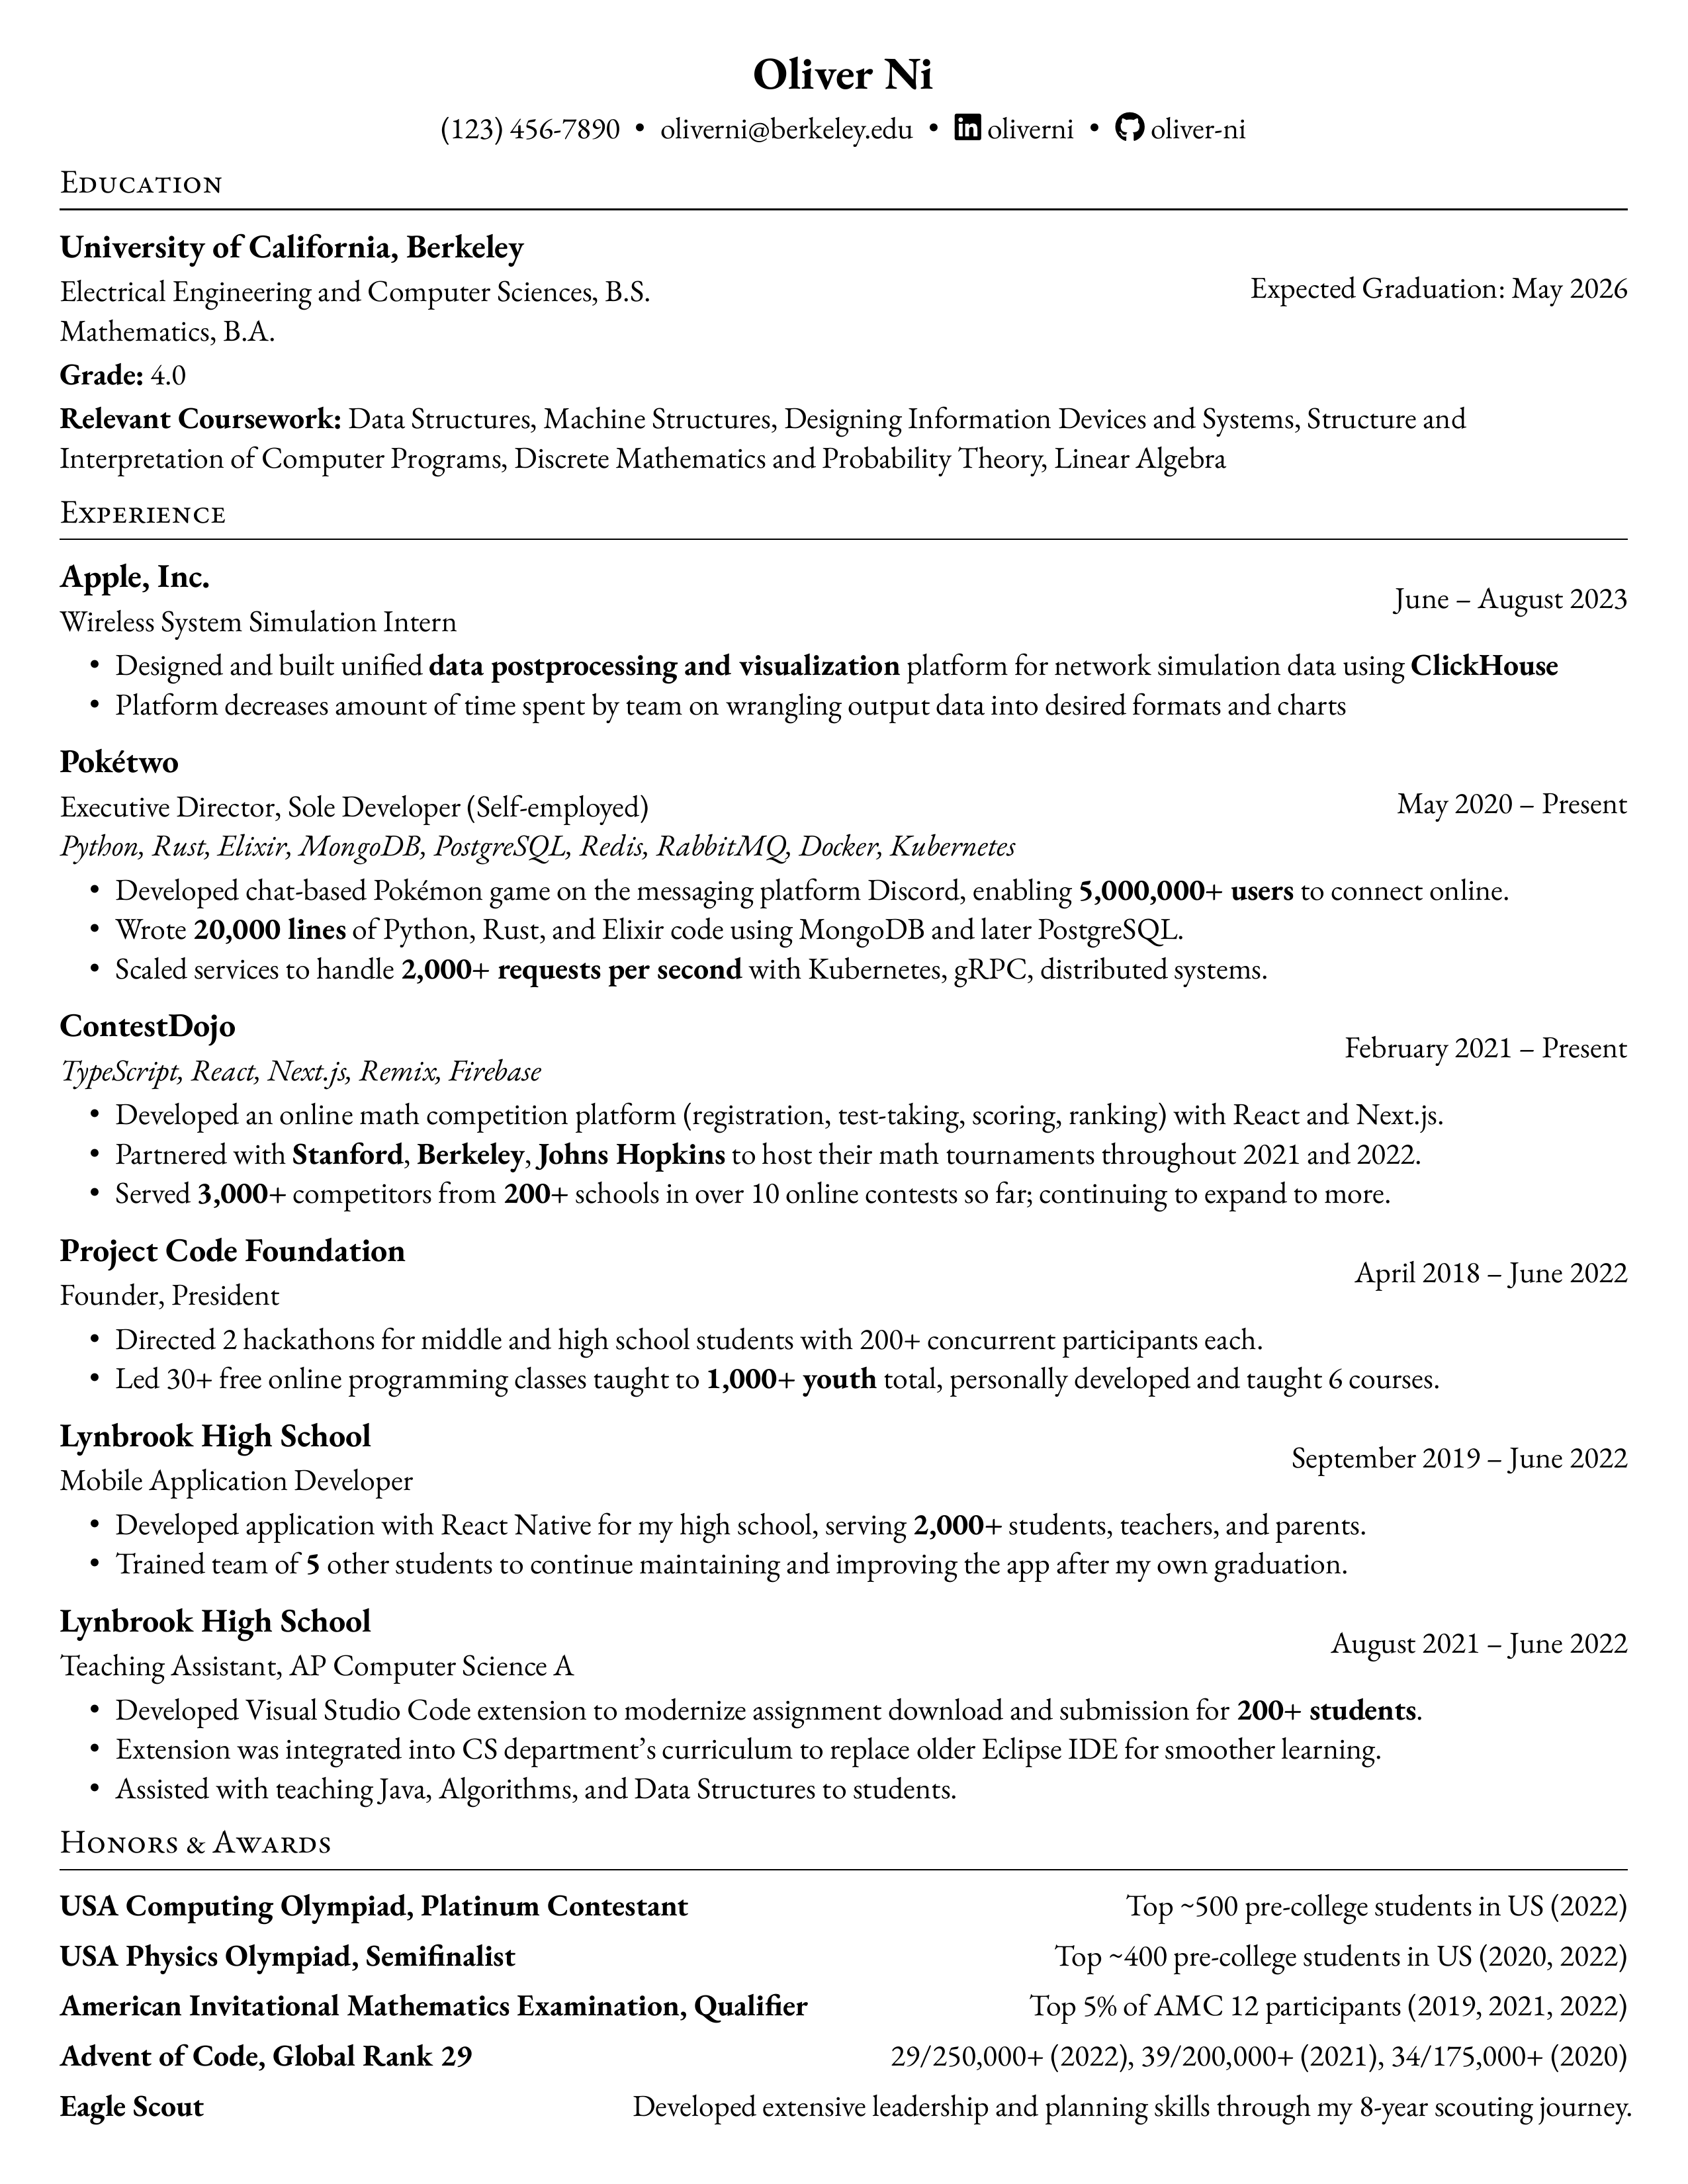 Oliver Ni
(123) 456-7890 • oliverni@berkeley.edu • in oliverni • oliver-ni
Education
University of California, Berkeley
Electrical Engineering and Computer Sciences, B.S.
Expected Graduation: May 2026
Mathematics, B.A.
Grade: 4.0
Relevant Coursework: Data Structures, Machine Structures, Designing Information Devices and Systems, Structure and
Interpretation of Computer Programs, Discrete Mathematics and Probability Theory, Linear Algebra
Experience
Apple, Inc.
June – August 2023
Wireless System Simulation Intern
• Designed and built unified data postprocessing and visualization platform for network simulation data using ClickHouse
• Platform decreases amount of time spent by team on wrangling output data into desired formats and charts
Pokétwo
Executive Director, Sole Developer (Self-employed)
May 2020 – Present
Python, Rust, Elixir, MongoDB, PostgreSQL, Redis, RabbitMQ, Docker, Kubernetes
• Developed chat-based Pokémon game on the messaging platform Discord, enabling 5,000,000+ users to connect online.
• Wrote 20,000 lines of Python, Rust, and Elixir code using MongoDB and later PostgreSQL.
• Scaled services to handle 2,000+ requests per second with Kubernetes, gRPC, distributed systems.
ContestDojo
February 2021 – Present
TypeScript, React, Next.js, Remix, Firebase
• Developed an online math competition platform (registration, test-taking, scoring, ranking) with React and Next.js.
• Partnered with Stanford, Berkeley, Johns Hopkins to host their math tournaments throughout 2021 and 2022.
• Served 3,000+ competitors from 200+ schools in over 10 online contests so far; continuing to expand to more.
Project Code Foundation
April 2018 – June 2022
Founder, President
• Directed 2 hackathons for middle and high school students with 200+ concurrent participants each.
• Led 30+ free online programming classes taught to 1,000+ youth total, personally developed and taught 6 courses.
Lynbrook High School
September 2019 – June 2022
Mobile Application Developer
• Developed application with React Native for my high school, serving 2,000+ students, teachers, and parents.
• Trained team of 5 other students to continue maintaining and improving the app after my own graduation.
Lynbrook High School
August 2021 – June 2022
Teaching Assistant, AP Computer Science A
• Developed Visual Studio Code extension to modernize assignment download and submission for 200+ students.
• Extension was integrated into CS department’s curriculum to replace older Eclipse IDE for smoother learning.
• Assisted with teaching Java, Algorithms, and Data Structures to students.
Honors & Awards
USA Computing Olympiad, Platinum Contestant Top ~500 pre-college students in US (2022)
USA Physics Olympiad, Semifinalist Top ~400 pre-college students in US (2020, 2022)
American Invitational Mathematics Examination, Qualifier Top 5% of AMC 12 participants (2019, 2021, 2022)
Advent of Code, Global Rank 29 29/250,000+ (2022), 39/200,000+ (2021), 34/175,000+ (2020)
Eagle Scout Developed extensive leadership and planning skills through my 8-year scouting journey.